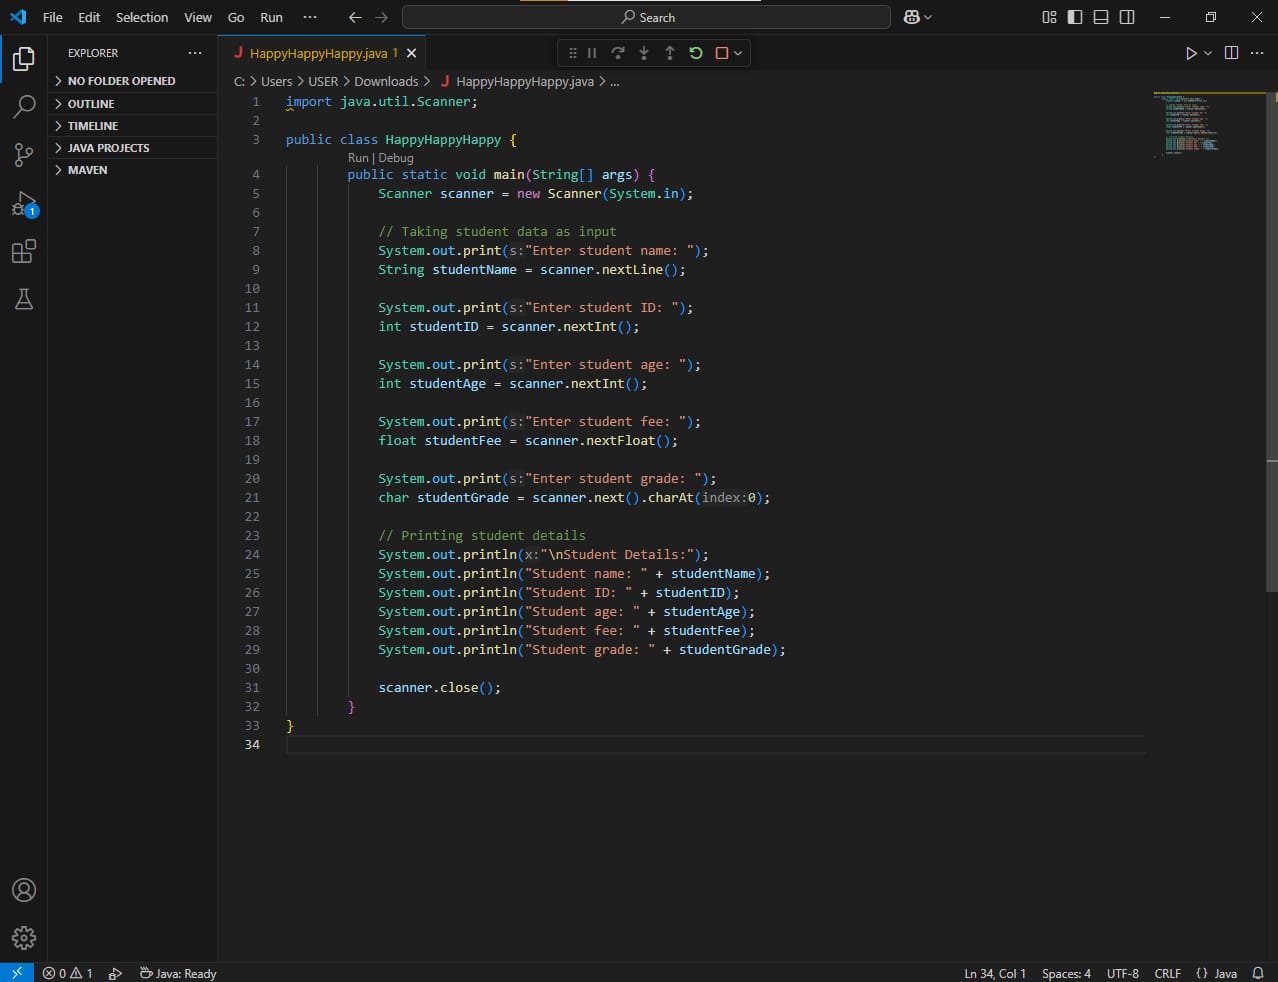 File Edit Selection View Go Run ··· Search
EXPLORER ···
NO FOLDER OPENED
OUTLINE
TIMELINE
JAVA PROJECTS
MAVEN
1
J HappyHappyHappy.java 1
C: > Users > USER > Downloads > J HappyHappyHappy.java > ...
1 import java.util.Scanner;
2
3 public class HappyHappyHappy {
Run | Debug
4 public static void main(String[] args) {
5 Scanner scanner = new Scanner(System.in);
6
7 // Taking student data as input
8 System.out.print(s:"Enter student name: ");
9 String studentName = scanner.nextLine();
10
11 System.out.print(s:"Enter student ID: ");
12 int studentID = scanner.nextInt();
13
14 System.out.print(s:"Enter student age: ");
15 int studentAge = scanner.nextInt();
16
17 System.out.print(s:"Enter student fee: ");
18 float studentFee = scanner.nextFloat();
19
20 System.out.print(s:"Enter student grade: ");
21 char studentGrade = scanner.next().charAt(index:0);
22
23 // Printing student details
24 System.out.println(x:"\nStudent Details:");
25 System.out.println("Student name: " + studentName);
26 System.out.println("Student ID: " + studentID);
27 System.out.println("Student age: " + studentAge);
28 System.out.println("Student fee: " + studentFee);
29 System.out.println("Student grade: " + studentGrade);
30
31 scanner.close();
32 }
33 }
34
0 1 Java: Ready Ln 34, Col 1 Spaces: 4 UTF-8 CRLF {} Java